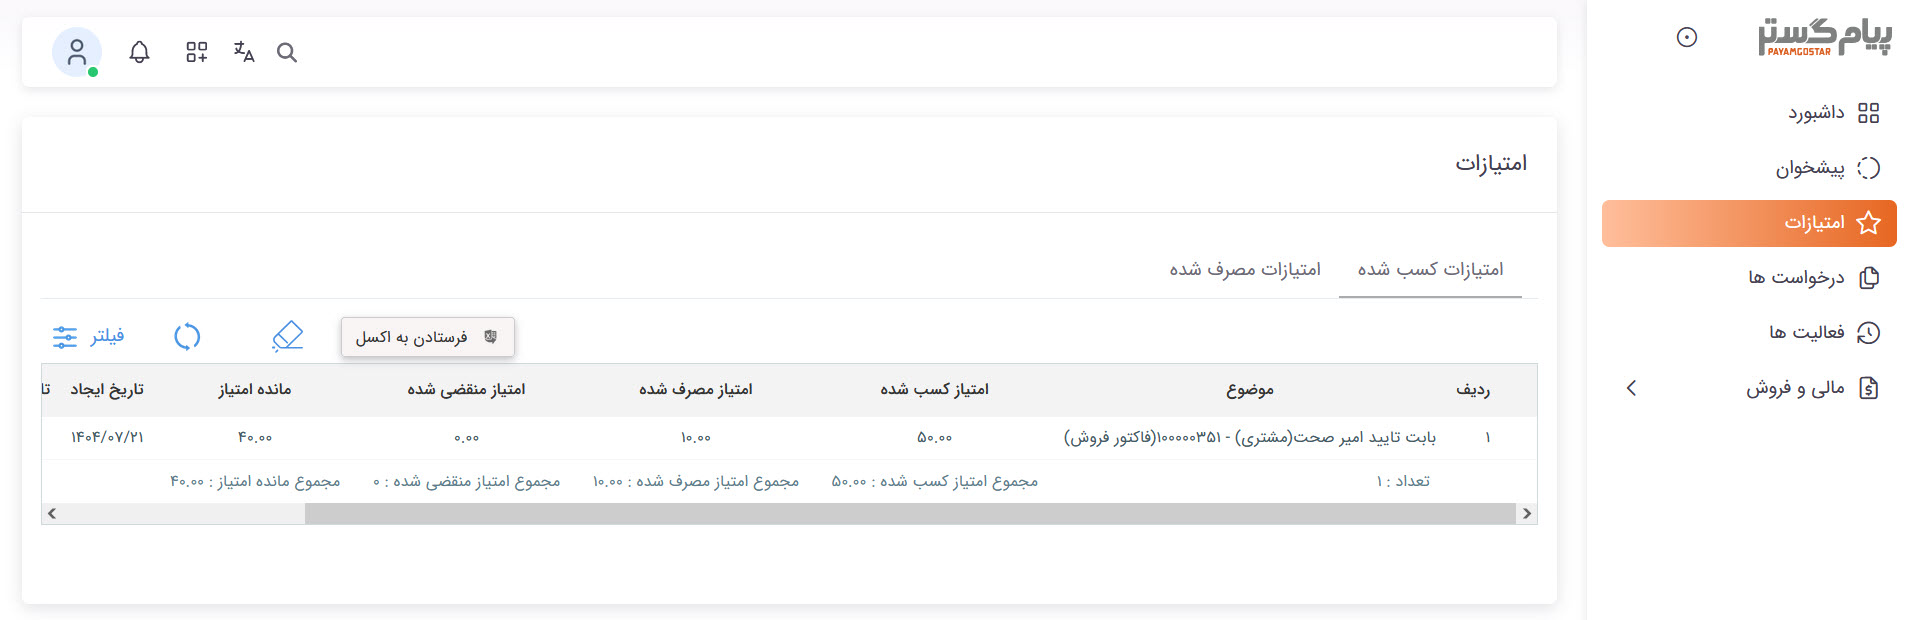 پیام گستر
PAYAMGOSTAR
داشبورد
پیشخوان
امتیازات
درخواست ها
فعالیت ها
مالی و فروش
امتیازات
امتیازات کسب شده
امتیازات مصرف شده
فرستادن به اکسل
فیلتر
ردیف موضوع امتیاز کسب شده امتیاز مصرف شده امتیاز منقضی شده مانده امتیاز تاریخ ایجاد تا
۱ بابت تایید امیر صحت(مشتری) - ۱۰۰۰۰۰۳۵۱(فاکتور فروش) ۵۰.۰۰ ۱۰.۰۰ ۰.۰۰ ۴۰.۰۰ ۱۴۰۴/۰۷/۲۱
تعداد : ۱ مجموع امتیاز کسب شده : ۵۰.۰۰ مجموع امتیاز مصرف شده : ۱۰.۰۰ مجموع امتیاز منقضی شده : ۰ مجموع مانده امتیاز : ۴۰.۰۰